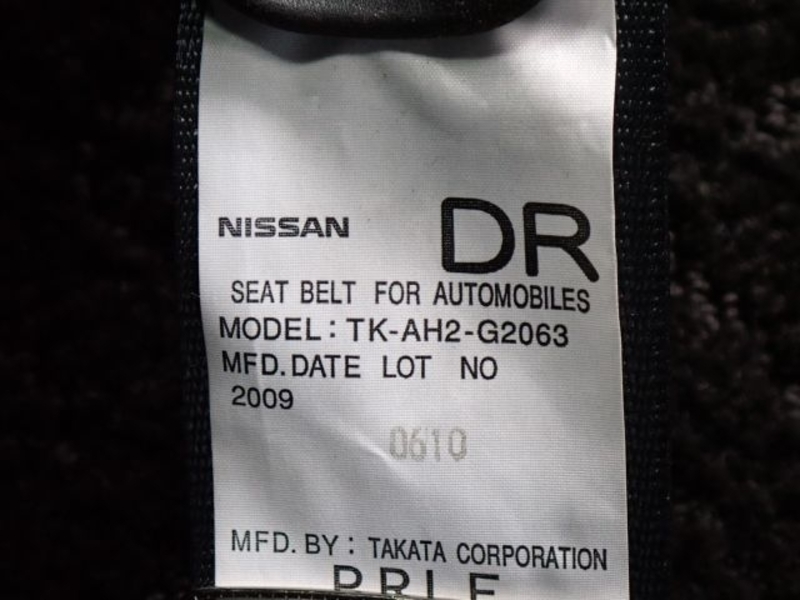 NISSAN DR
SEAT BELT FOR AUTOMOBILES
MODEL: TK-AH2-G2063
MFD. DATE LOT NO
2009
0610
MFD. BY: TAKATA CORPORATION